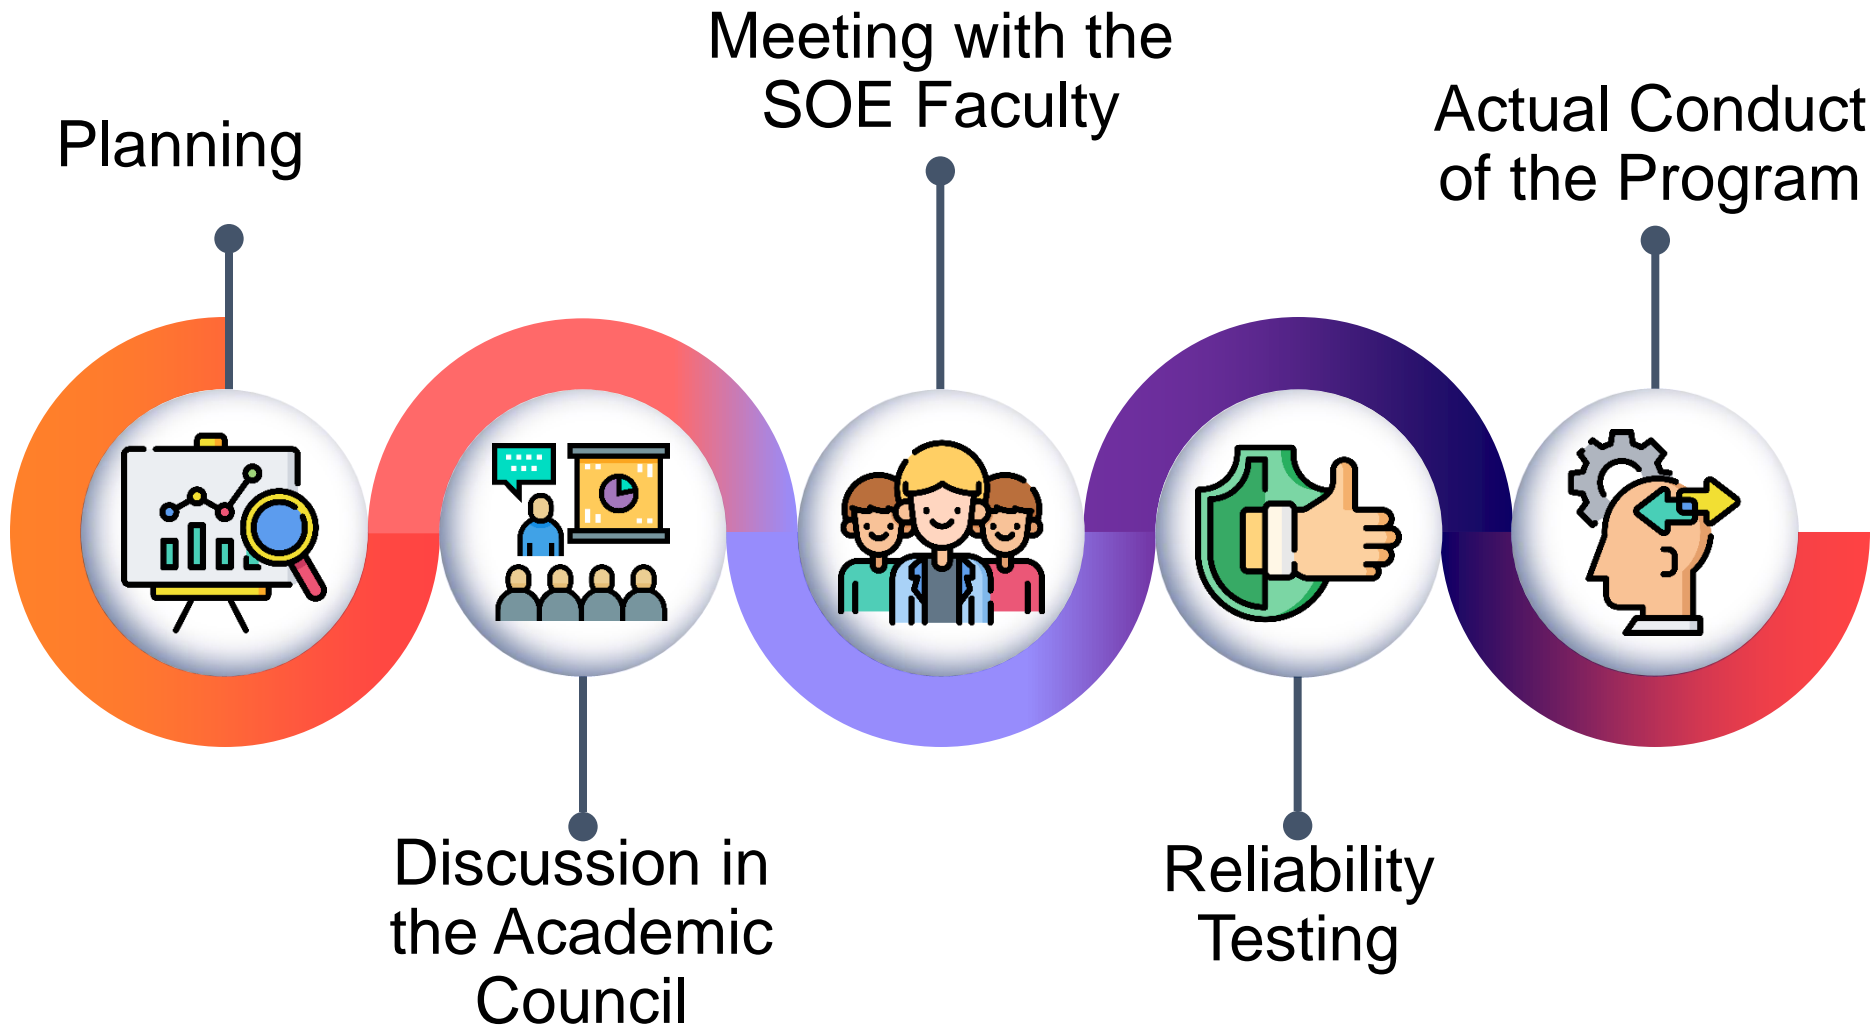 Planning
Discussion in
the Academic
Council
Meeting with the
SOE Faculty
Reliability
Testing
Actual Conduct
of the Program